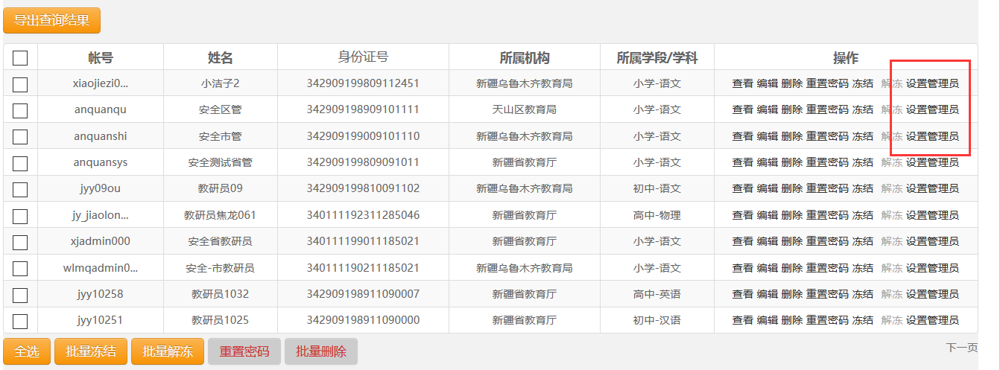 导出查询结果
帐号 姓名 身份证号 所属机构 所属学段/学科 操作
xiaojiezi0... 小洁子2 342909199809112451 新疆乌鲁木齐教育局 小学-语文 查看 编辑 删除 重置密码 冻结 解冻 设置管理员
anquanqu 安全区管 342909198909101111 天山区教育局 小学-语文 查看 编辑 删除 重置密码 冻结 解冻 设置管理员
anquanshi 安全市管 342909199009101110 新疆乌鲁木齐教育局 小学-语文 查看 编辑 删除 重置密码 冻结 解冻 设置管理员
anquansys 安全测试省管 342909199809091011 新疆省教育厅 小学-语文 查看 编辑 删除 重置密码 冻结 解冻 设置管理员
jyy09ou 教研员09 342909199810091102 新疆乌鲁木齐教育局 初中-语文 查看 编辑 删除 重置密码 冻结 解冻 设置管理员
jy_jiaolon... 教研员焦龙061 340111192311285046 新疆省教育厅 高中-物理 查看 编辑 删除 重置密码 冻结 解冻 设置管理员
xjadmin000 安全省教研员 340111199011185021 新疆省教育厅 小学-语文 查看 编辑 删除 重置密码 冻结 解冻 设置管理员
wlmqadmin0... 安全-市教研员 340111190211185021 新疆乌鲁木齐教育局 小学-语文 查看 编辑 删除 重置密码 冻结 解冻 设置管理员
jyy10258 教研员1032 342909198911090007 新疆省教育厅 高中-英语 查看 编辑 删除 重置密码 冻结 解冻 设置管理员
jyy10251 教研员1025 342909198911090000 新疆省教育厅 初中-汉语 查看 编辑 删除 重置密码 冻结 解冻 设置管理员
全选 批量冻结 批量解冻 重置密码 批量删除 下一页